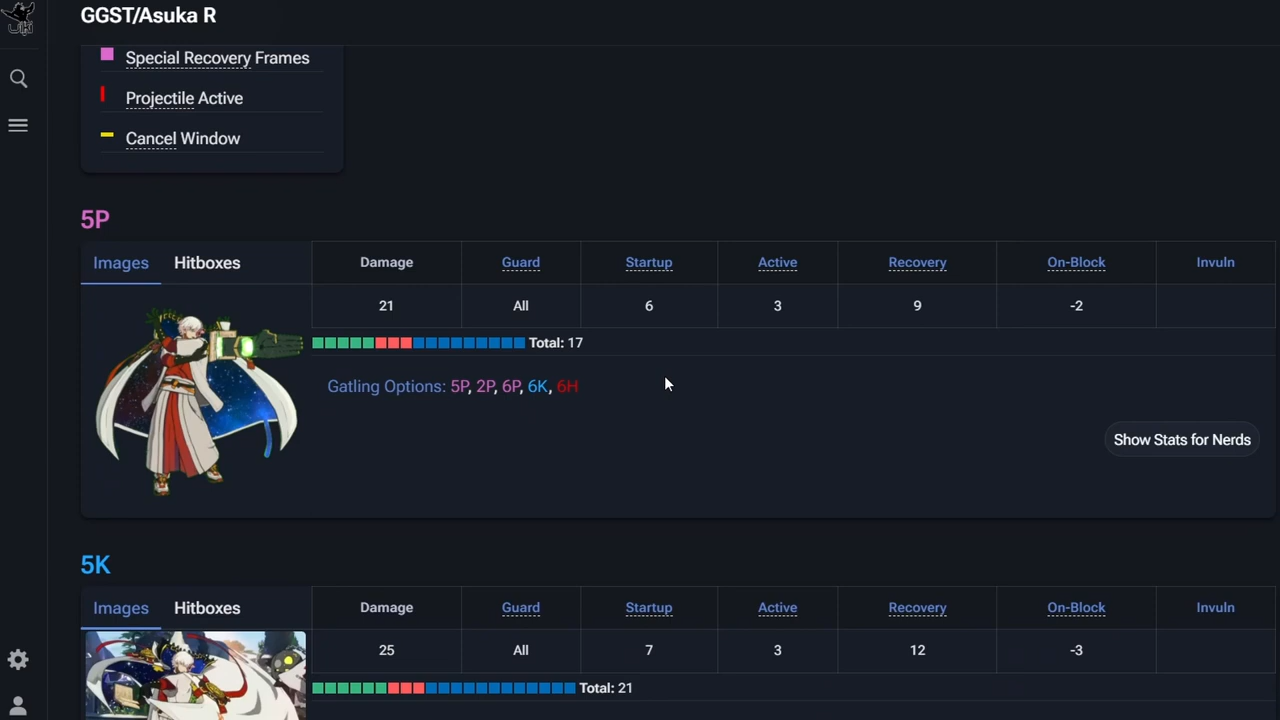 GGST/Asuka R
Special Recovery Frames
Projectile Active
Cancel Window
5P
Images Hitboxes Damage Guard Startup Active Recovery On-Block Invuln
21 All 6 3 9 -2
Total: 17
Gatling Options: 5P, 2P, 6P, 6K, 6H
Show Stats for Nerds
5K
Images Hitboxes Damage Guard Startup Active Recovery On-Block Invuln
25 All 7 3 12 -3
Total: 21